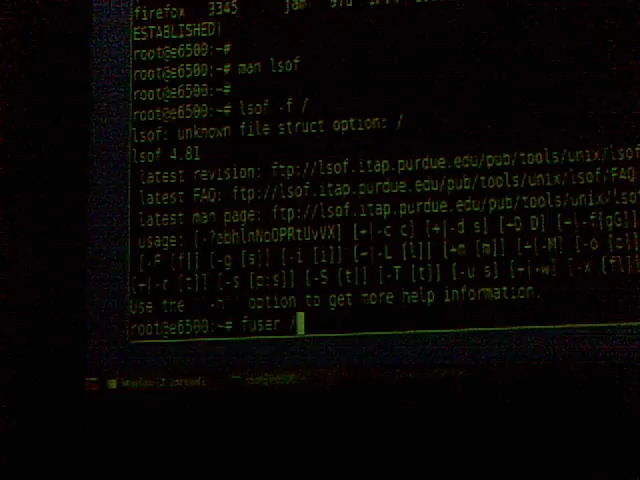 firefox 3345 jam
ESTABLISHED)
root@e6500:~#
root@e6500:~# man lsof
root@e6500:~#
root@e6500:~# lsof -f /
lsof: unknown file struct option: /
lsof 4.81
latest revision: ftp://lsof.itap.purdue.edu/pub/tools/unix/lsof
latest FAQ: ftp://lsof.itap.purdue.edu/pub/tools/unix/lsof/FAQ
latest man page: ftp://lsof.itap.purdue.edu/pub/tools/unix/lso
usage: [-?abhlnNoOPRtUvVX] [+|-c c] [+|-d s] [+D D] [+|-f[gG]]
[-F [f]] [-g [s]] [-i [i]] [+|-L [l]] [+m [m]] [+|-M] [-o [o]]
[+|-r [t]] [-S [t]] [-T [t]] [-u s] [+|-w] [-x [fl]]
Use the ``-h'' option to get more help information.
root@e6500:~# fuser /